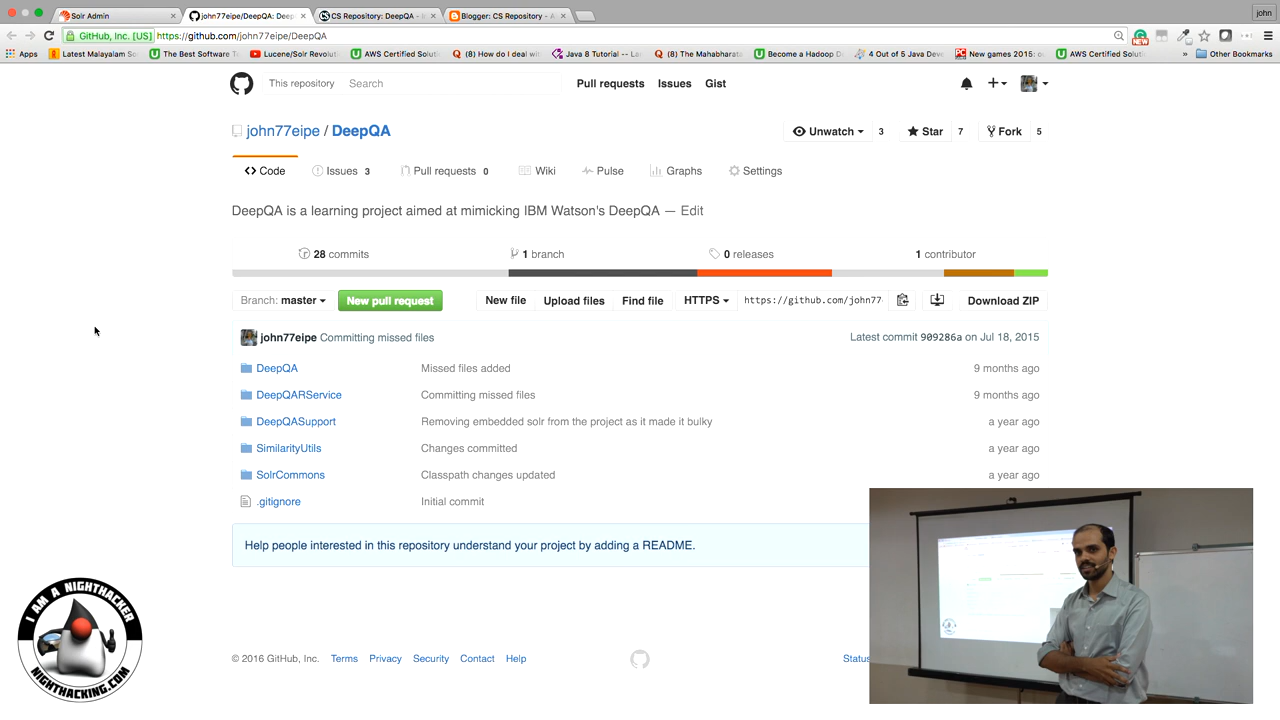 Solr Admin
john77eipe/DeepQA: Deep
CS Repository: DeepQA - I
Blogger: CS Repository - A
john
GitHub, Inc. [US] https://github.com/john77eipe/DeepQA
NEW
Apps
Latest Malayalam So
The Best Software T
Lucene/Solr Revolut
AWS Certified Soluti
(8) How do I deal wi
Java 8 Tutorial -- La
(8) The Mahabharata
Become a Hadoop D
4 Out of 5 Java Deve
New games 2015: o
AWS Certified Soluti
» Other Bookmarks
This repository Search Pull requests Issues Gist
john77eipe / DeepQA
Unwatch 3 Star 7 Fork 5
Code Issues 3 Pull requests 0 Wiki Pulse Graphs Settings
DeepQA is a learning project aimed at mimicking IBM Watson's DeepQA — Edit
28 commits 1 branch 0 releases 1 contributor
Branch: master New pull request New file Upload files Find file HTTPS https://github.com/john77 Download ZIP
john77eipe Committing missed files Latest commit 909286a on Jul 18, 2015
DeepQA Missed files added 9 months ago
DeepQARService Committing missed files 9 months ago
DeepQASupport Removing embedded solr from the project as it made it bulky a year ago
SimilarityUtils Changes committed a year ago
SolrCommons Classpath changes updated a year ago
.gitignore Initial commit
Help people interested in this repository understand your project by adding a README.
I AM A NIGHTHACKER
NIGHTHACKING.COM
© 2016 GitHub, Inc. Terms Privacy Security Contact Help Status